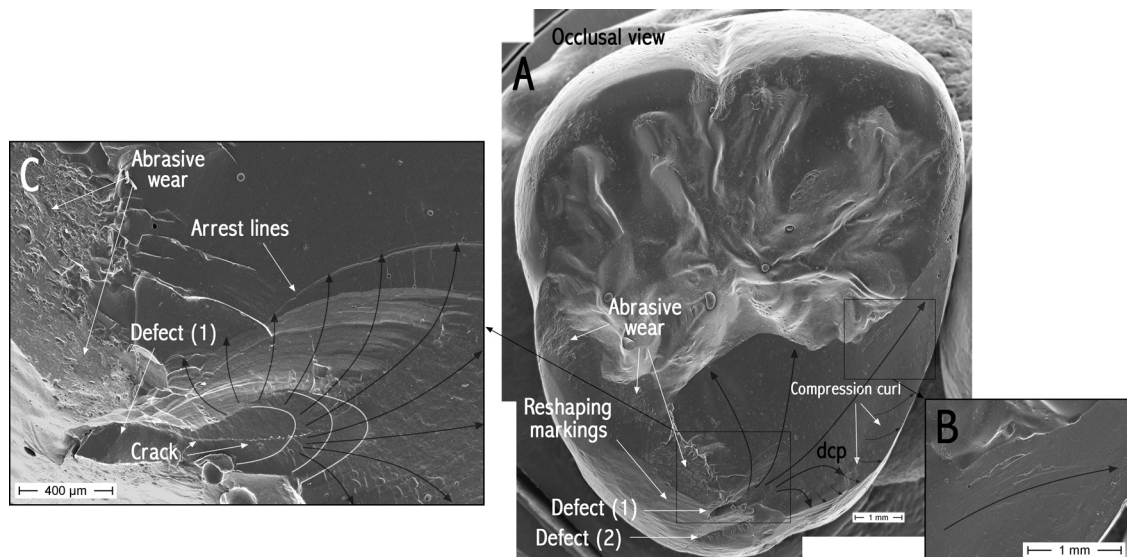 C
Abrasive
wear
Arrest lines
Defect (1)
Crack
400 µm
Occlusal view
A
Abrasive
wear
Reshaping
markings
Compression curl
dcp
Defect (1)
Defect (2)
1 mm
B
1 mm